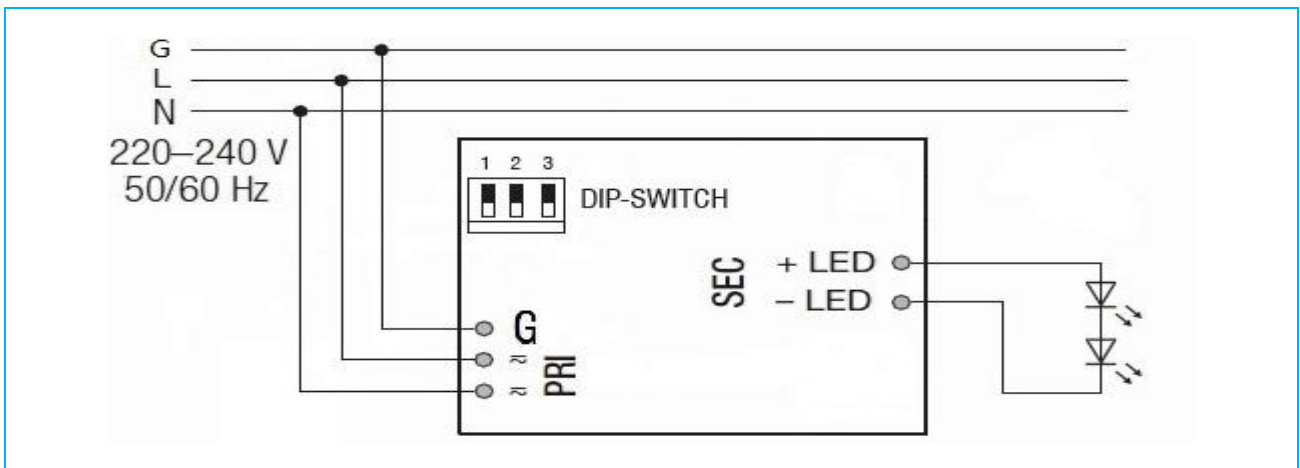 G
L
N
220–240 V
50/60 Hz
1 2 3
DIP-SWITCH
SEC
+ LED
– LED
G
≂
≂
PRI